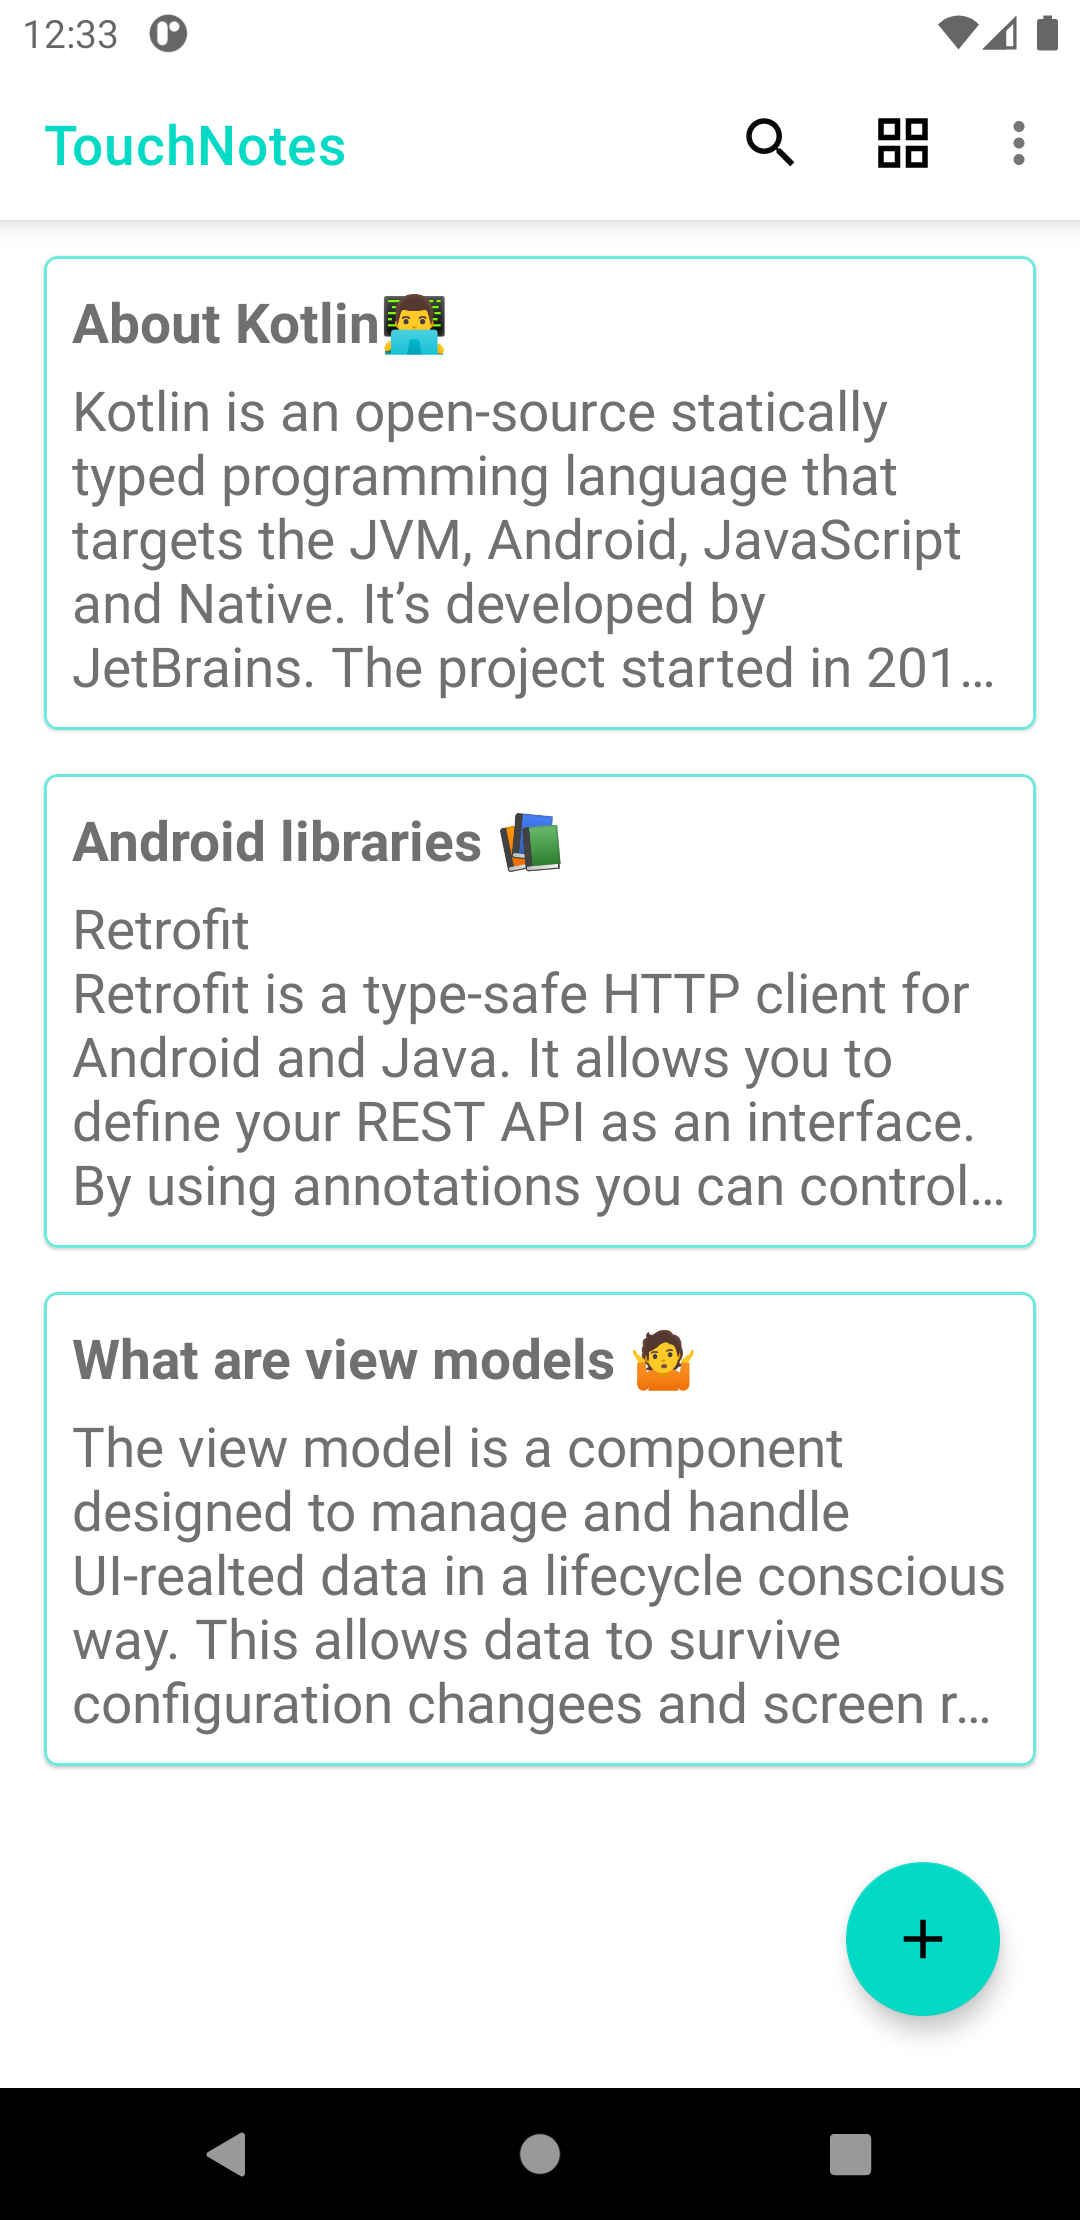 12:33
TouchNotes
About Kotlin👨‍💻
Kotlin is an open-source statically
typed programming language that
targets the JVM, Android, JavaScript
and Native. It’s developed by
JetBrains. The project started in 201…
Android libraries 📚
Retrofit
Retrofit is a type-safe HTTP client for
Android and Java. It allows you to
define your REST API as an interface.
By using annotations you can control…
What are view models 🤷
The view model is a component
designed to manage and handle
UI-realted data in a lifecycle conscious
way. This allows data to survive
configuration changees and screen r…